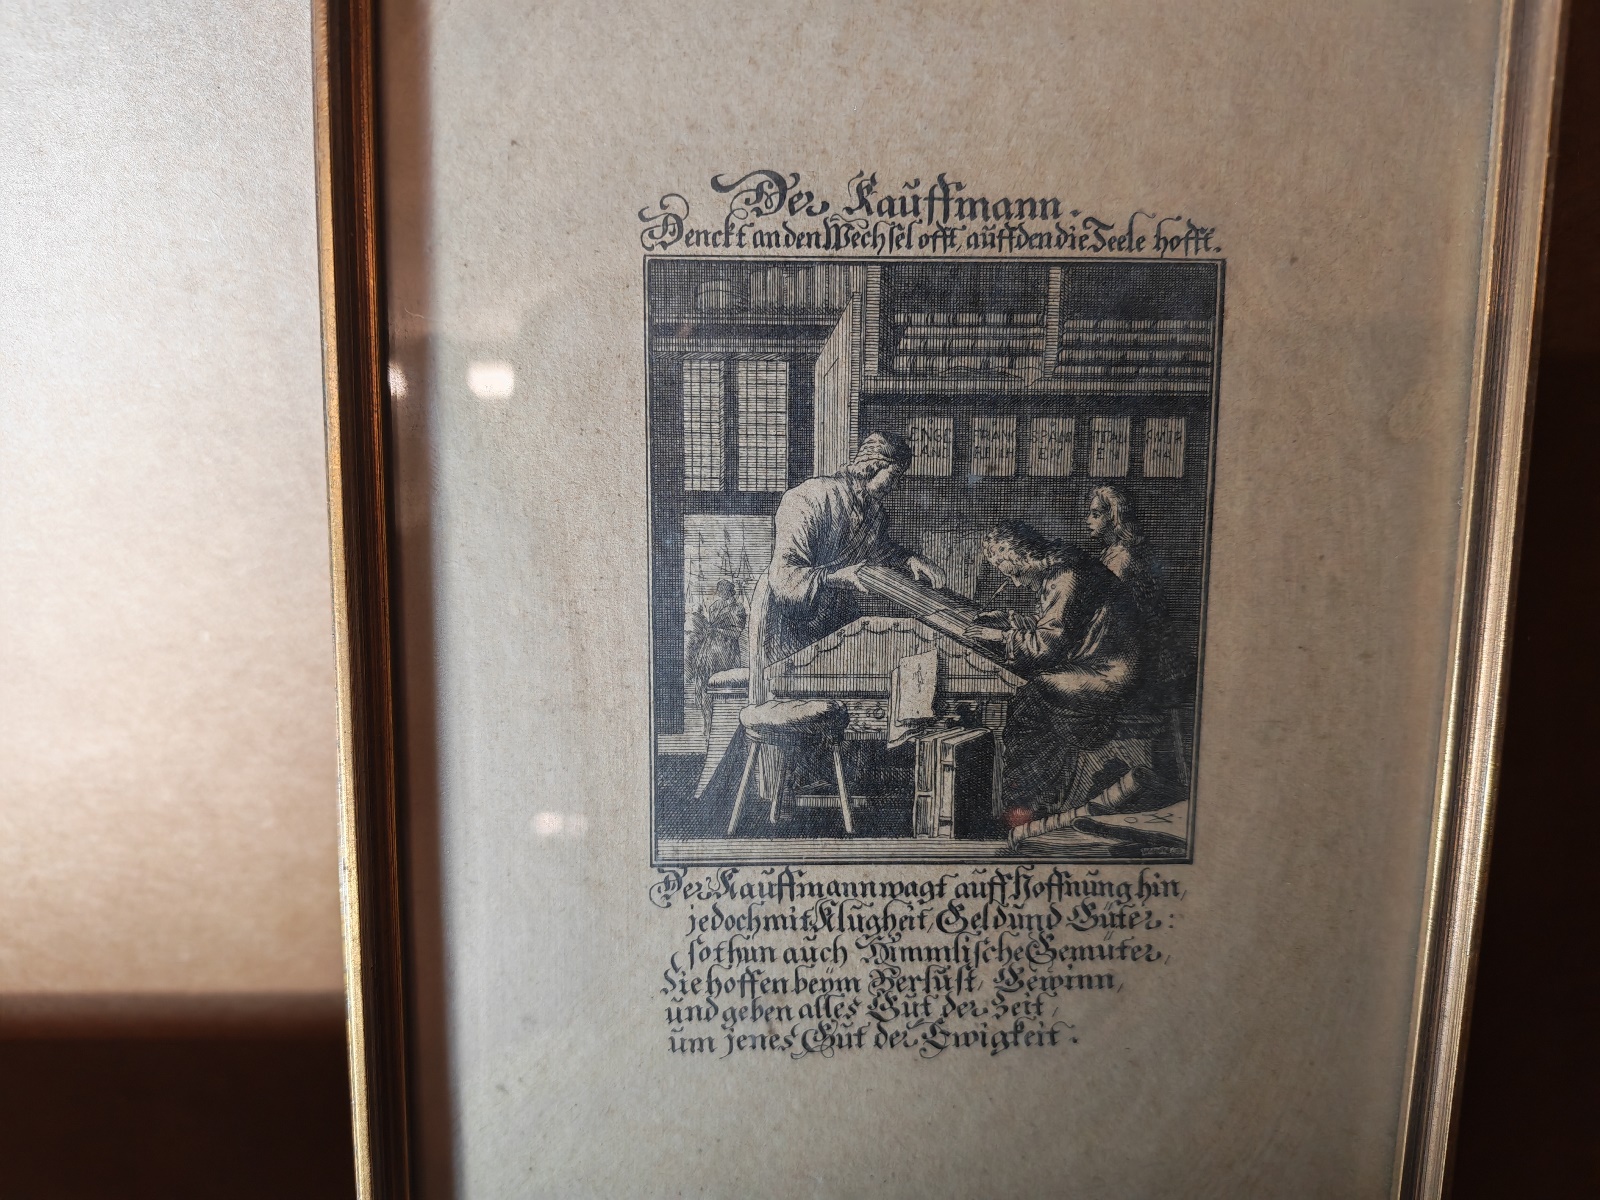 Der Kauffmann.
Denckt an den Wechsel offt, auff den die Seele hofft.
ENGE FRANK SPANI ITALI SMIR
LAND REICH EN EN NA
Der Kauffmann wagt auff Hoffnung hin,
jedoch mit Klugheit, Geld und Güter:
so thun auch Himmlische Gemüter,
Sie hoffen beÿm Verlust, Gewinn,
und geben alles Gut der Zeit,
um jenes Gut der Ewigkeit.